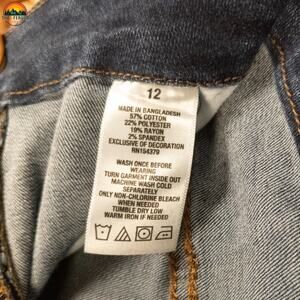 12
MADE IN BANGLADESH
57% COTTON
22% POLYESTER
19% RAYON
2% SPANDEX
EXCLUSIVE OF DECORATION
RN154379
WASH ONCE BEFORE
WEARING
TURN GARMENT INSIDE OUT
MACHINE WASH COLD
SEPARATELY
ONLY NON-CHLORINE BLEACH
WHEN NEEDED
TUMBLE DRY LOW
WARM IRON IF NEEDED